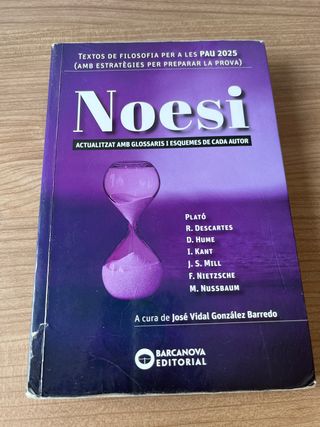 TEXTOS DE FILOSOFIA PER A LES PAU 2025
(AMB ESTRATÈGIES PER PREPARAR LA PROVA)
Noesi
ACTUALITZAT AMB GLOSSARIS I ESQUEMES DE CADA AUTOR
PLATÓ
R. DESCARTES
D. HUME
I. KANT
J. S. MILL
F. NIETZSCHE
M. NUSSBAUM
A cura de José Vidal González Barredo
BARCANOVA
EDITORIAL